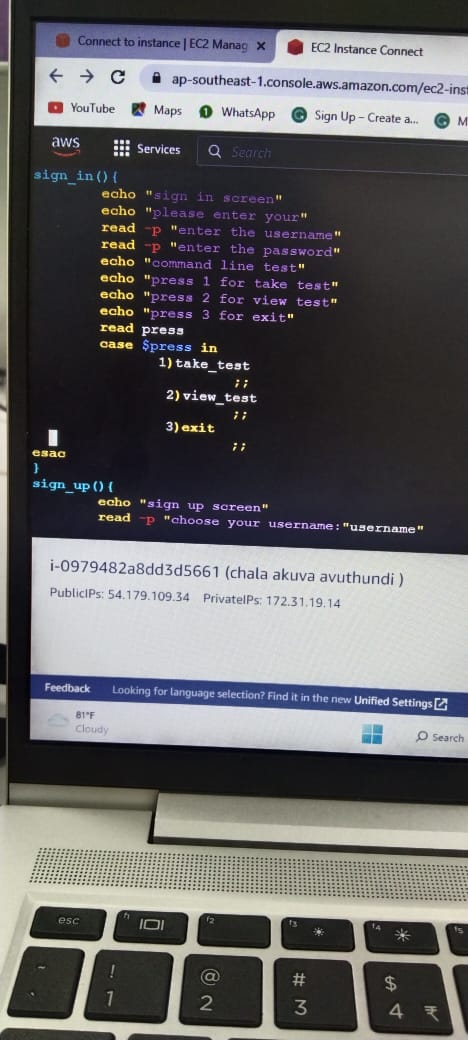 Connect to instance | EC2 Manag
EC2 Instance Connect
ap-southeast-1.console.aws.amazon.com/ec2-ins
YouTube Maps WhatsApp Sign Up – Create a... M
aws Services Search
sign_in(){
echo "sign in screen"
echo "please enter your"
read -p "enter the username"
read -p "enter the password"
echo "command line test"
echo "press 1 for take test"
echo "press 2 for view test"
echo "press 3 for exit"
read press
case $press in
1)take_test
;;
2)view_test
;;
3)exit
;;
esac
}
sign_up(){
echo "sign up screen"
read -p "choose your username:"username"
i-0979482a8dd3d5661 (chala akuva avuthundi )
PublicIPs: 54.179.109.34 PrivateIPs: 172.31.19.14
Feedback Looking for language selection? Find it in the new Unified Settings
81°F
Cloudy
Search
esc f1 f2 f3 f4 f5
~ ! @ # $
` 1 2 3 4 ₹